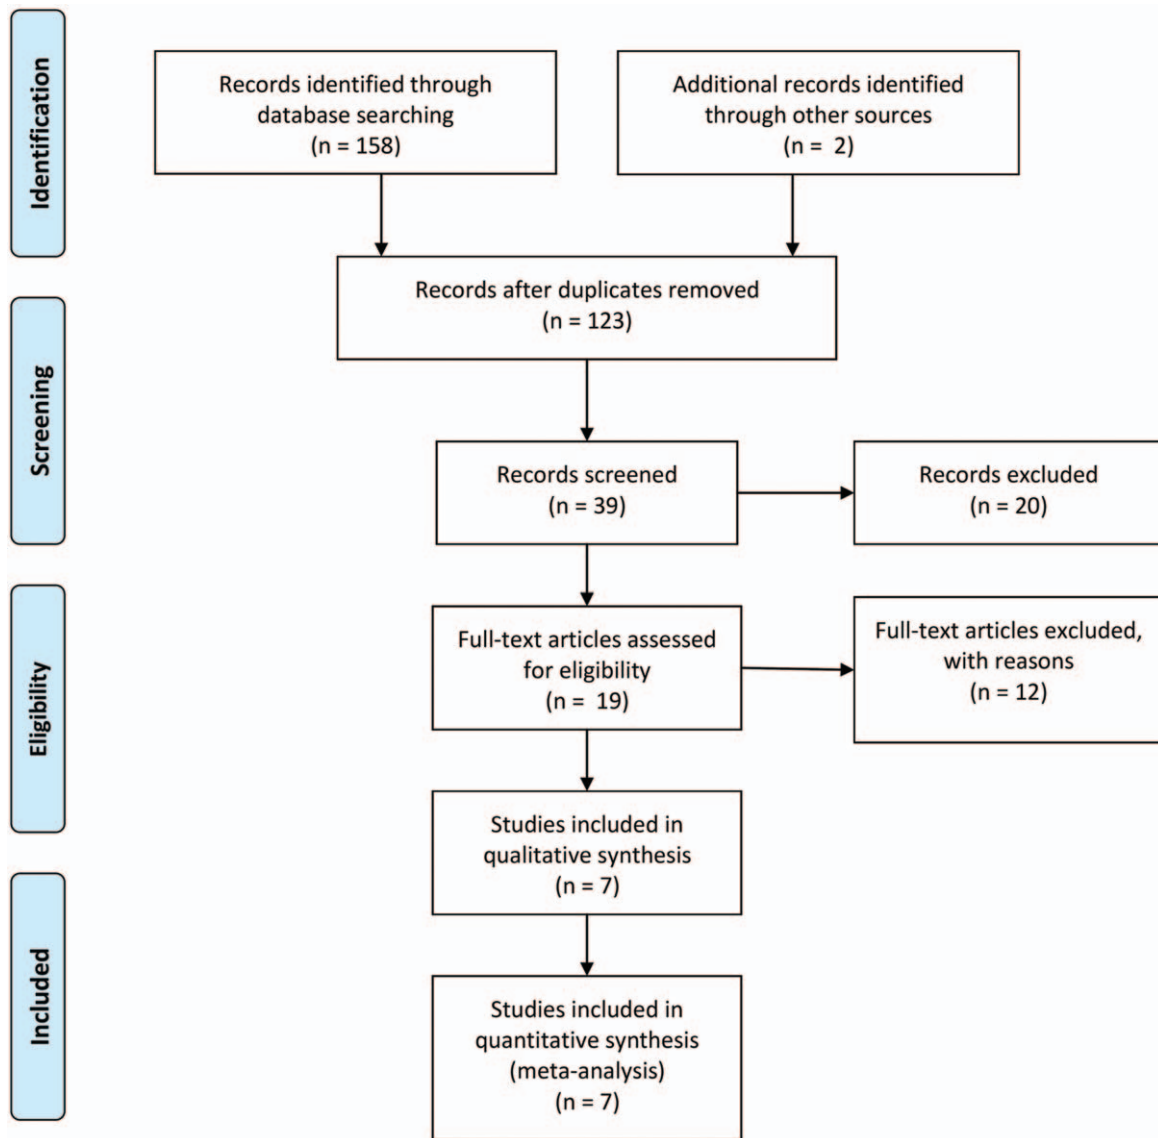 Identification
Records identified through
database searching
(n = 158)
Additional records identified
through other sources
(n = 2)
Records after duplicates removed
(n = 123)
Screening
Records screened
(n = 39)
Records excluded
(n = 20)
Eligibility
Full-text articles assessed
for eligibility
(n = 19)
Full-text articles excluded,
with reasons
(n = 12)
Studies included in
qualitative synthesis
(n = 7)
Included
Studies included in
quantitative synthesis
(meta-analysis)
(n = 7)